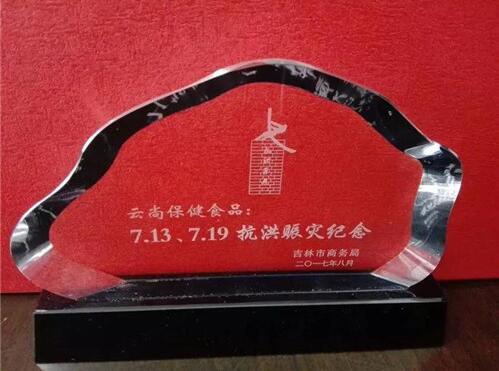 云尚保健食品：
7.13、7.19 抗洪赈灾纪念
吉林市商务局
二〇一七年八月